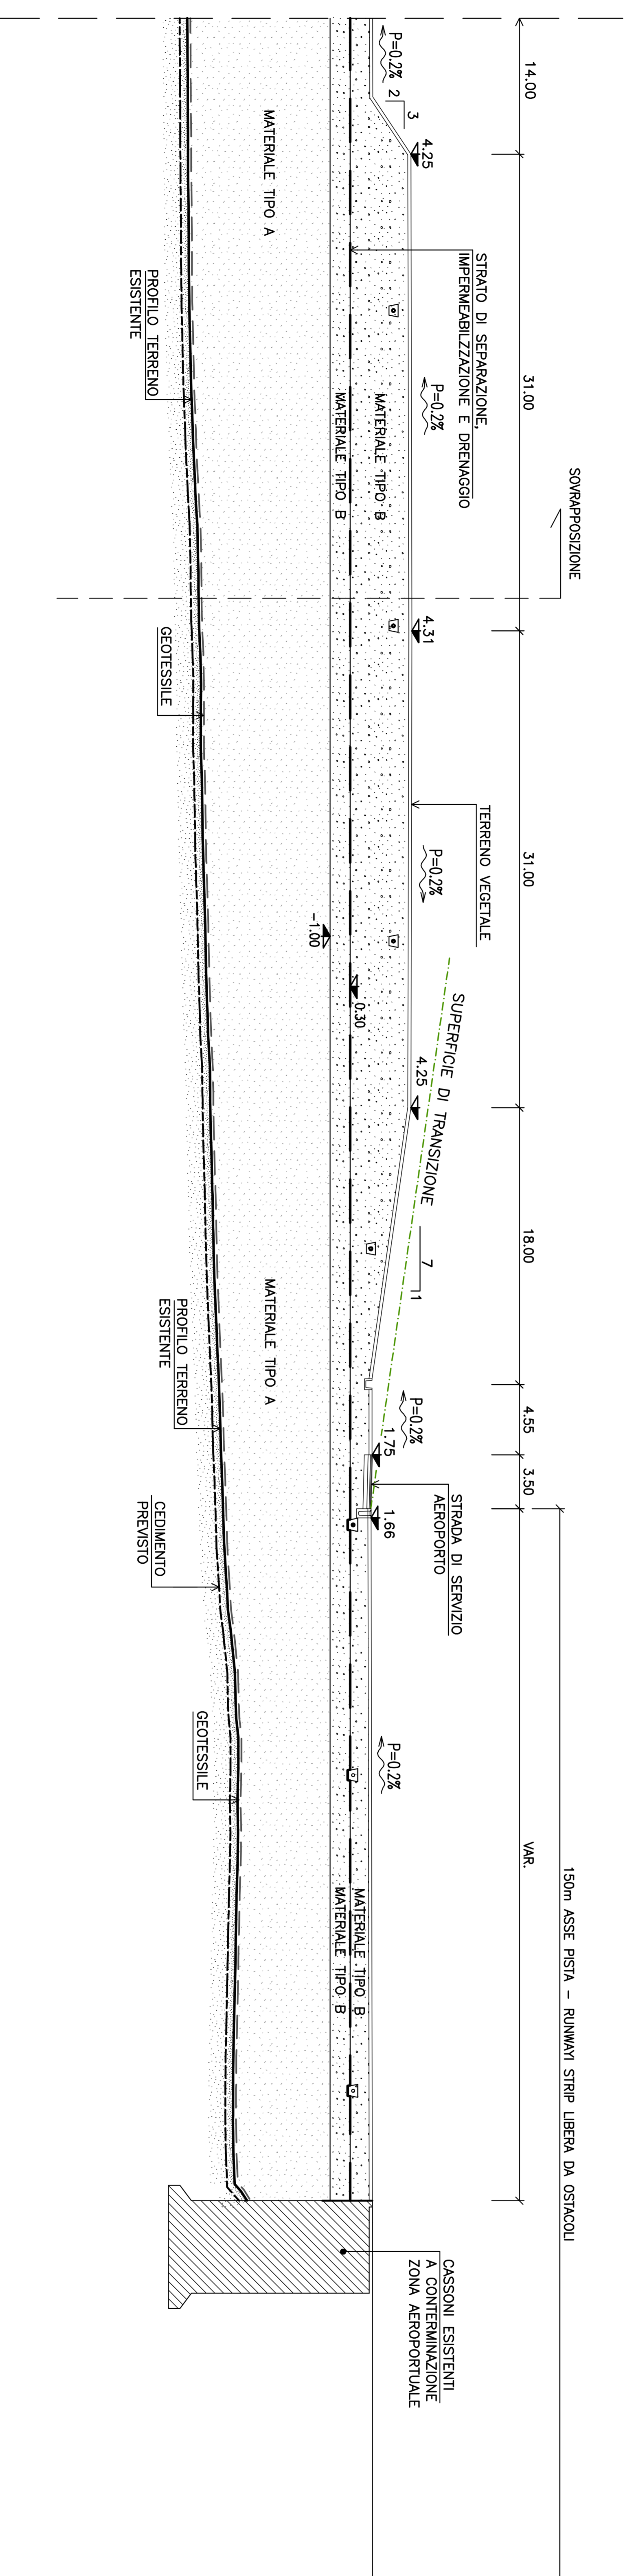 14.00
31.00
31.00
18.00
4.55
3.50
VAR.
150m ASSE PISTA – RUNWAYI STRIP LIBERA DA OSTACOLI
SOVRAPPOSIZIONE
P=0.2%
2
3
4.25
STRATO DI SEPARAZIONE,
IMPERMEABILZZAZIONE E DRENAGGIO
P=0.2%
4.31
TERRENO VEGETALE
P=0.2%
SUPERFICIE DI TRANSIZIONE
4.25
7
1
P=0.2%
1.75
STRADA DI SERVIZIO
AEROPORTO
1.66
P=0.2%
CASSONI ESISTENTI
A CONTERMINAZIONE
ZONA AEROPORTUALE
MATERIALE TIPO B
MATERIALE TIPO B
0.30
-1.00
MATERIALE TIPO B
MATERIALE TIPO B
MATERIALE TIPO A
MATERIALE TIPO A
PROFILO TERRENO
ESISTENTE
GEOTESSILE
PROFILO TERRENO
ESISTENTE
CEDIMENTO
PREVISTO
GEOTESSILE